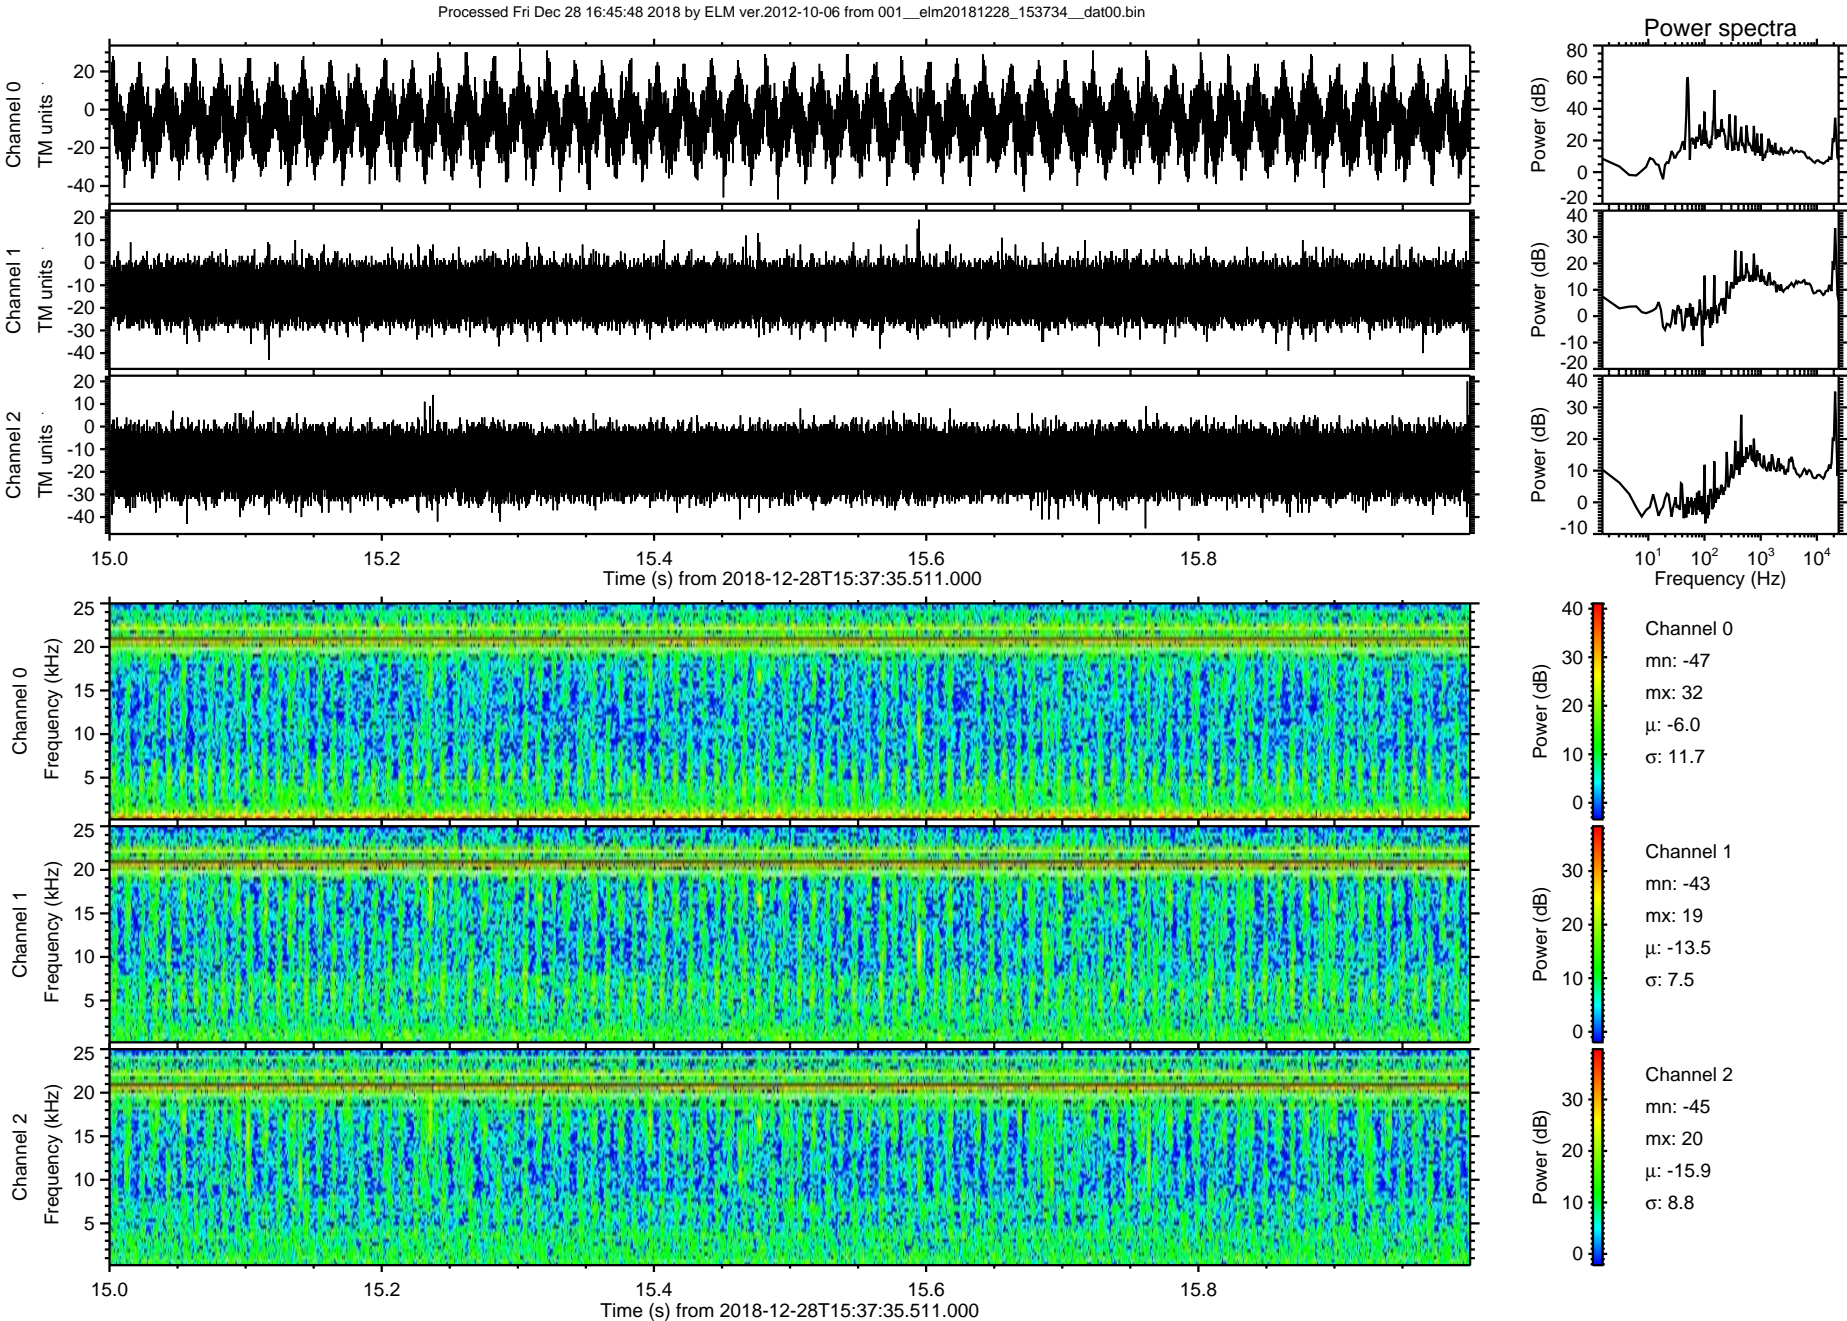 Processed Fri Dec 28 16:45:48 2018 by ELM ver.2012-10-06 from 001__elm20181228_153734__dat00.bin
Power spectra
Channel 0
TM units
20
0
-20
-40
Power (dB)
80
60
40
20
0
-20
Channel 1
TM units
20
10
0
-10
-20
-30
-40
Power (dB)
40
30
20
10
0
-10
-20
Channel 2
TM units
20
10
0
-10
-20
-30
-40
Power (dB)
40
30
20
10
0
-10
15.0 15.2 15.4 15.6 15.8
Time (s) from 2018-12-28T15:37:35.511.000
10^1 10^2 10^3 10^4
Frequency (Hz)
Channel 0
Frequency (kHz)
25
20
15
10
5
Power (dB)
40
30
20
10
0
Channel 0
mn: -47
mx: 32
μ: -6.0
σ: 11.7
Channel 1
Frequency (kHz)
25
20
15
10
5
Power (dB)
30
20
10
0
Channel 1
mn: -43
mx: 19
μ: -13.5
σ: 7.5
Channel 2
Frequency (kHz)
25
20
15
10
5
Power (dB)
30
20
10
0
Channel 2
mn: -45
mx: 20
μ: -15.9
σ: 8.8
15.0 15.2 15.4 15.6 15.8
Time (s) from 2018-12-28T15:37:35.511.000